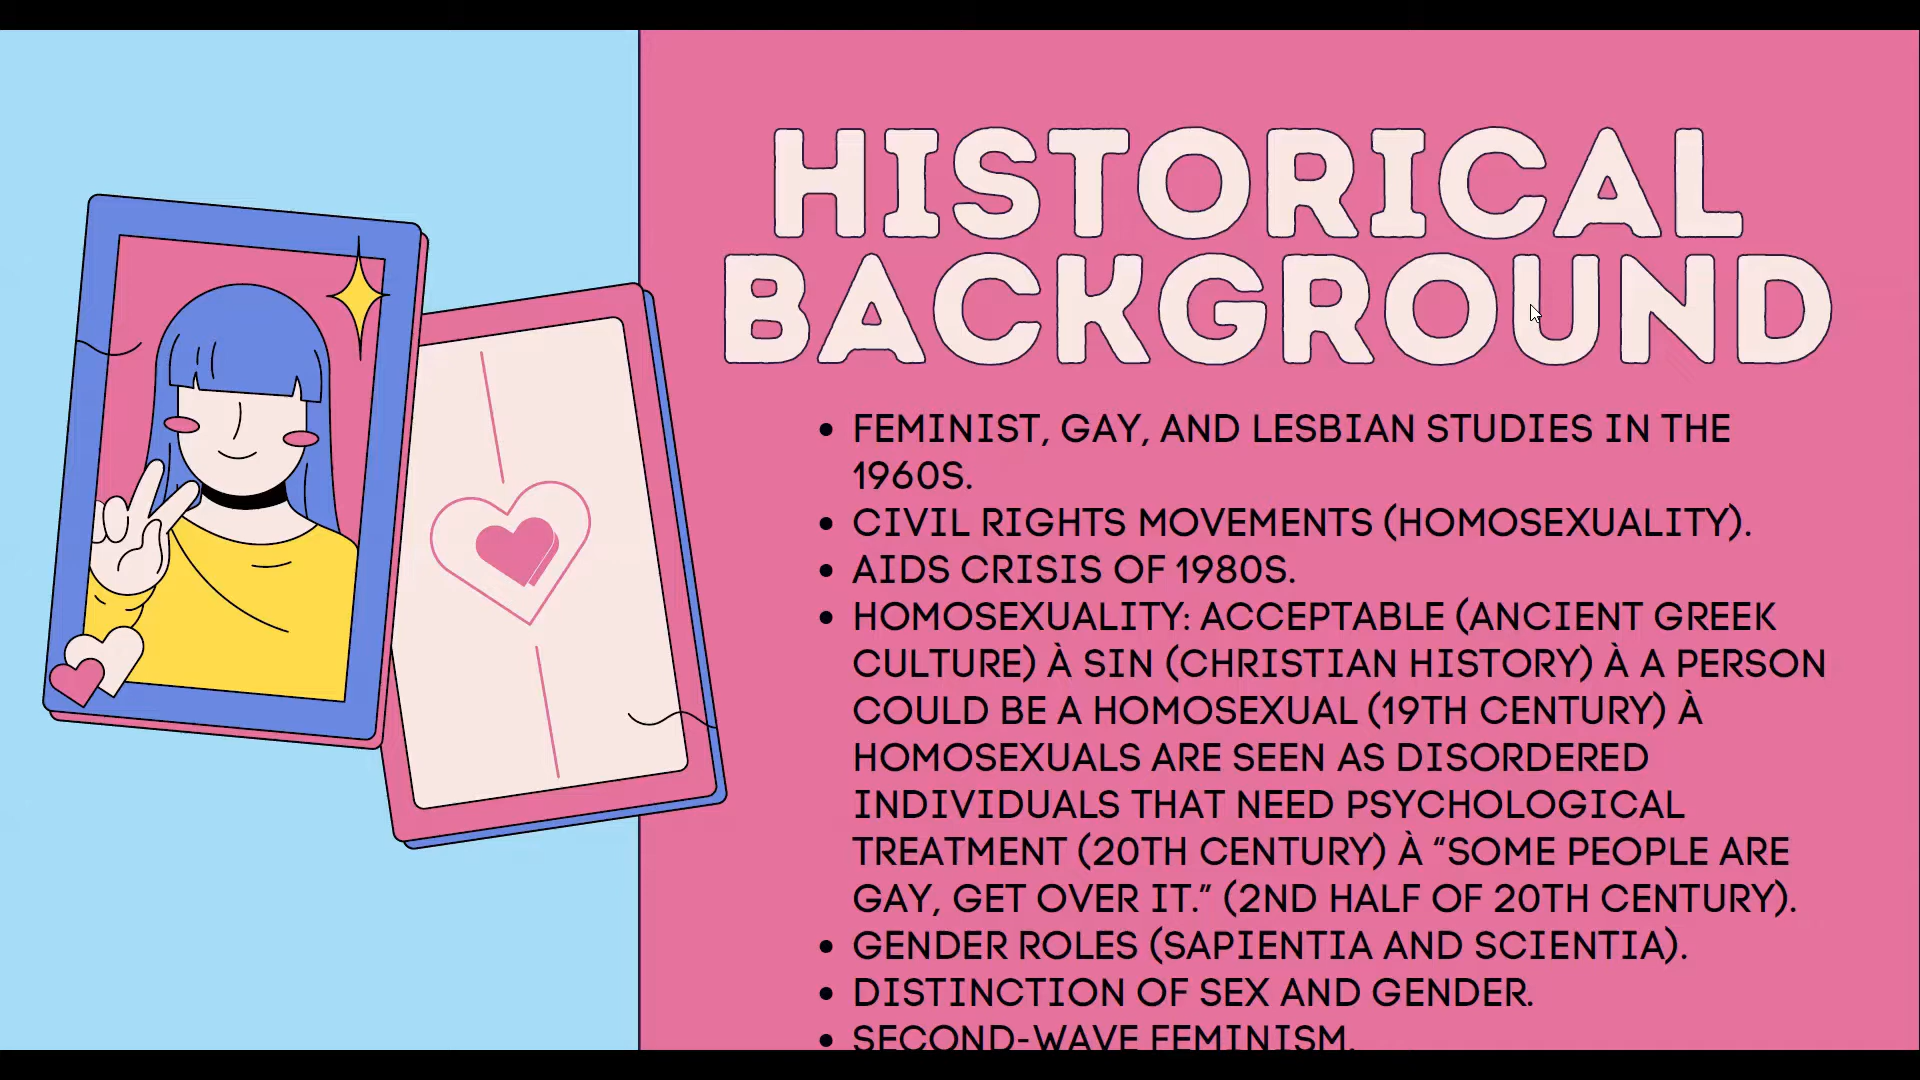 HISTORICAL
BACKGROUND
• FEMINIST, GAY, AND LESBIAN STUDIES IN THE
1960S.
• CIVIL RIGHTS MOVEMENTS (HOMOSEXUALITY).
• AIDS CRISIS OF 1980S.
• HOMOSEXUALITY: ACCEPTABLE (ANCIENT GREEK
CULTURE) À SIN (CHRISTIAN HISTORY) À A PERSON
COULD BE A HOMOSEXUAL (19TH CENTURY) À
HOMOSEXUALS ARE SEEN AS DISORDERED
INDIVIDUALS THAT NEED PSYCHOLOGICAL
TREATMENT (20TH CENTURY) À “SOME PEOPLE ARE
GAY, GET OVER IT.” (2ND HALF OF 20TH CENTURY).
• GENDER ROLES (SAPIENTIA AND SCIENTIA).
• DISTINCTION OF SEX AND GENDER.
• SECOND-WAVE FEMINISM.